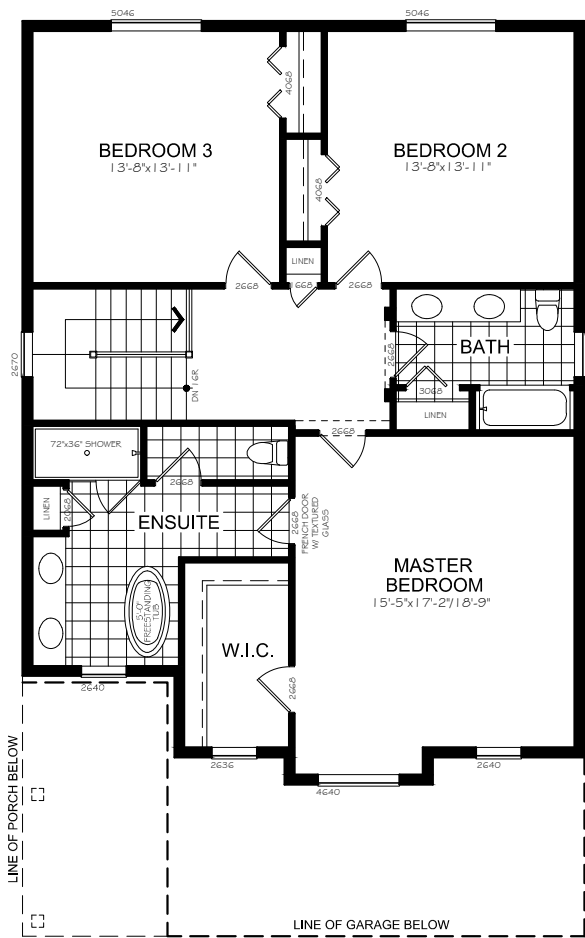 5046
5046
4068
BEDROOM 3
13'-8"x13'-11"
BEDROOM 2
13'-8"x13'-11"
4068
LINEN
2668
1668
2668
2670
DN 16R
2668
BATH
3068
LINEN
2668
72"x36" SHOWER
2668
LINEN
2068
ENSUITE
2668
FRENCH DOOR
W/ TEXTURED
GLASS
MASTER
BEDROOM
15'-5"x17'-2"/18'-9"
5'-0"
FREESTANDING
TUB
W.I.C.
2668
2640
2636
2640
4640
LINE OF PORCH BELOW
LINE OF GARAGE BELOW